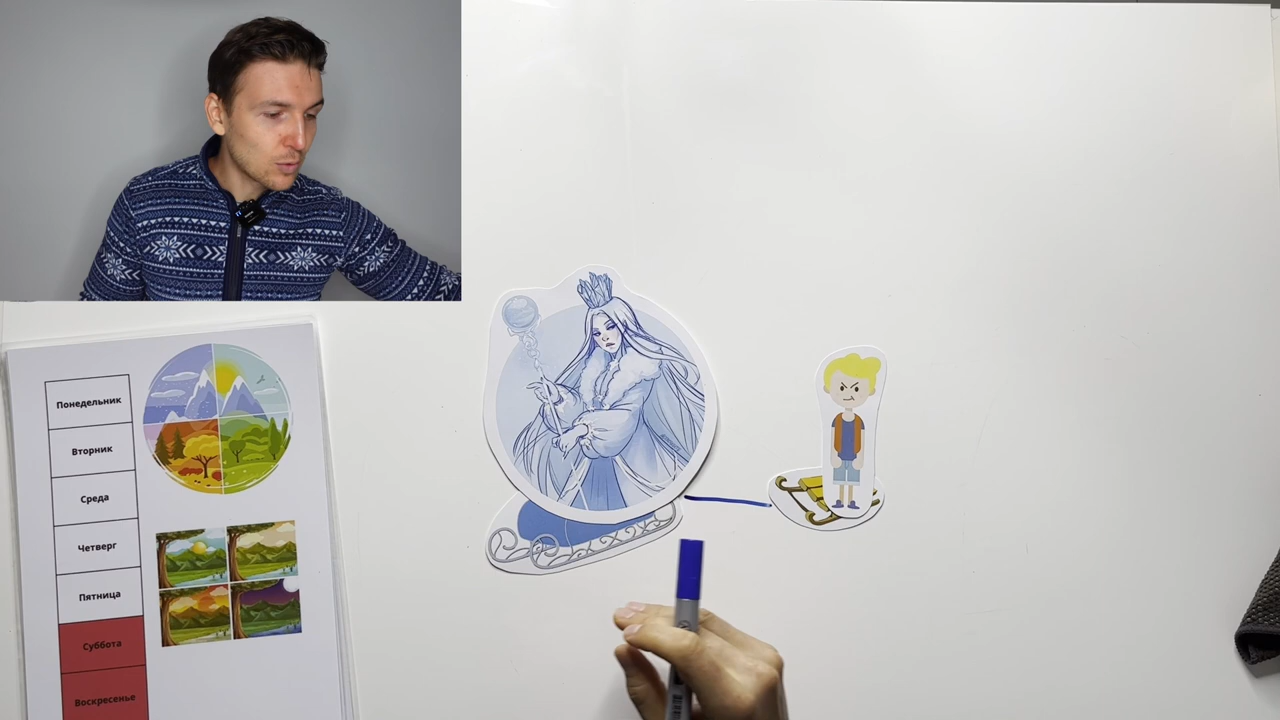 Понедельник
Вторник
Среда
Четверг
Пятница
Суббота
Воскресенье